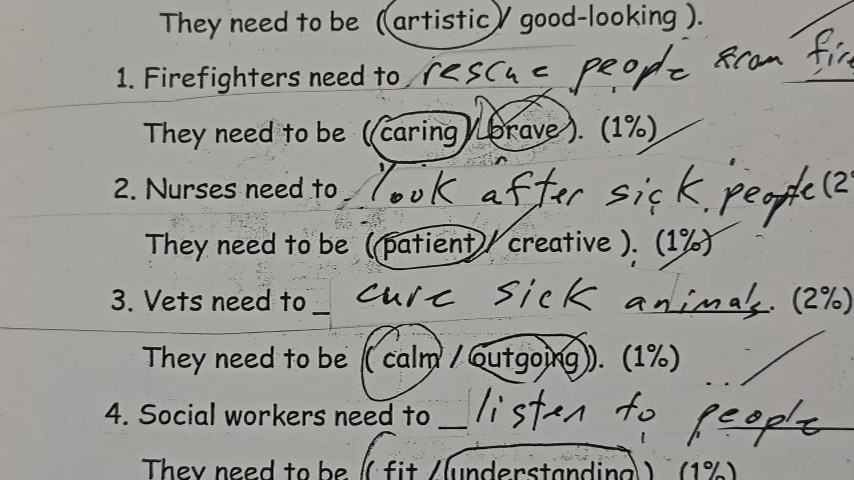 They need to be (artistic / good-looking ).
1. Firefighters need to rescue people from fire
They need to be (caring / brave). (1%)
2. Nurses need to look after sick people (2%
They need to be (patient / creative ). (1%)
3. Vets need to _ cure sick animals. (2%)
They need to be ( calm / outgoing). (1%)
4. Social workers need to _ listen to people
They need to be ( fit / understanding ) (1%)